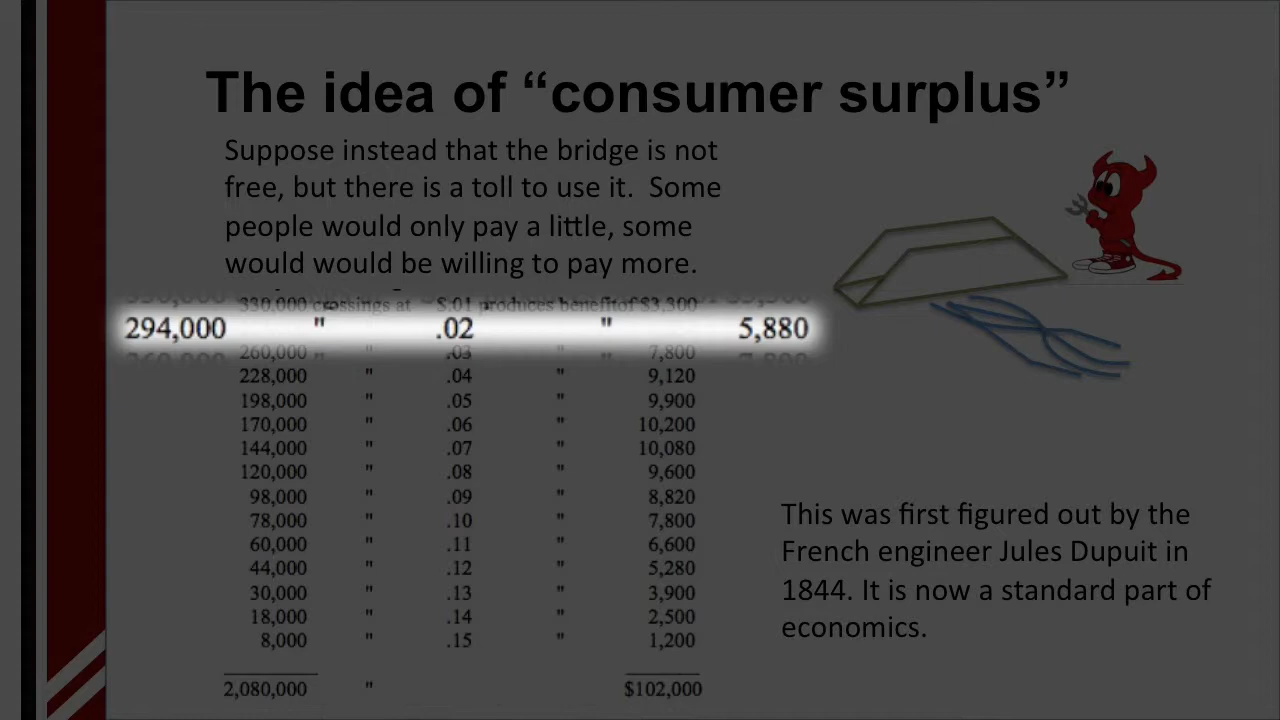 The idea of “consumer surplus”
Suppose instead that the bridge is not
free, but there is a toll to use it. Some
people would only pay a little, some
would would be willing to pay more.
330,000 crossings at $.01 produces benefitof $3,300
294,000 " .02 " 5,880
260,000 .03 7,800
228,000 " .04 " 9,120
198,000 " .05 " 9,900
170,000 " .06 " 10,200
144,000 " .07 " 10,080
120,000 " .08 " 9,600
98,000 " .09 " 8,820
78,000 " .10 " 7,800
60,000 " .11 " 6,600
44,000 " .12 " 5,280
30,000 " .13 " 3,900
18,000 " .14 " 2,500
8,000 " .15 " 1,200
2,080,000 " $102,000
This was first figured out by the
French engineer Jules Dupuit in
1844. It is now a standard part of
economics.